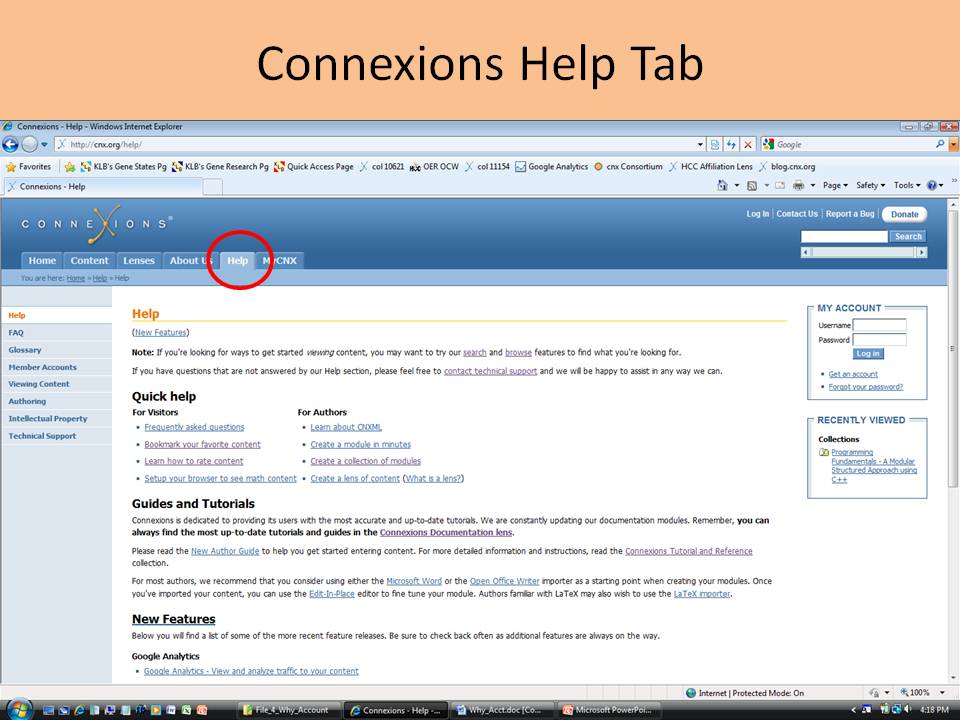 Connexions Help Tab
Connexions - Help - Windows Internet Explorer
http://cnx.org/help/
Google
Favorites KLB's Gene States Pg KLB's Gene Research Pg Quick Access Page col 10621 OER OCW col 11154 Google Analytics cnx Consortium HCC Affiliation Lens blog.cnx.org
Connexions - Help
Page Safety Tools
CONNEXIONS®
Log In | Contact Us | Report a Bug | Donate
Search
Home Content Lenses About Us Help MyCNX
You are here: Home » Help » Help
Help
FAQ
Glossary
Member Accounts
Viewing Content
Authoring
Intellectual Property
Technical Support
Help
(New Features)
Note: If you're looking for ways to get started viewing content, you may want to try our search and browse features to find what you're looking for.
If you have questions that are not answered by our Help section, please feel free to contact technical support and we will be happy to assist in any way we can.
Quick help
For Visitors
• Frequently asked questions
• Bookmark your favorite content
• Learn how to rate content
• Setup your browser to see math content
For Authors
• Learn about CNXML
• Create a module in minutes
• Create a collection of modules
• Create a lens of content (What is a lens?)
Guides and Tutorials
Connexions is dedicated to providing its users with the most accurate and up-to-date tutorials. We are constantly updating our documentation modules. Remember, you can
always find the most up-to-date tutorials and guides in the Connexions Documentation lens.
Please read the New Author Guide to help you get started entering content. For more detailed information and instructions, read the Connexions Tutorial and Reference
collection.
For most authors, we recommend that you consider using either the Microsoft Word or the Open Office Writer importer as a starting point when creating your modules. Once
you've imported your content, you can use the Edit-In-Place editor to fine tune your module. Authors familiar with LaTeX may also wish to use the LaTeX importer.
New Features
Below you will find a list of some of the more recent feature releases. Be sure to check back often as additional features are always on the way.
Google Analytics
• Google Analytics - View and analyze traffic to your content
MY ACCOUNT
Username
Password
Log in
• Get an account
• Forgot your password?
RECENTLY VIEWED
Collections
Programming
Fundamentals - A Modular
Structured Approach using
C++
Internet | Protected Mode: On
100%
File_4_Why_Account
Connexions - Help -...
Why_Acct.doc [Co...
Microsoft PowerPoi...
4:18 PM